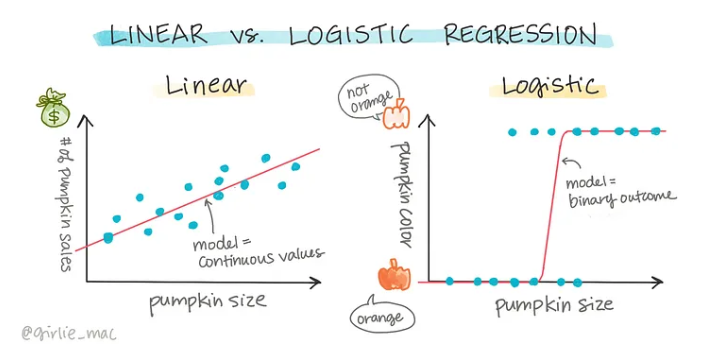 LINEAR vs. LOGISTIC REGRESSION
Linear
$
# of pumpkin sales
model =
continuous values
pumpkin size
@girlie_mac
Logistic
not
orange
pumpkin color
orange
model =
binary outcome
pumpkin size